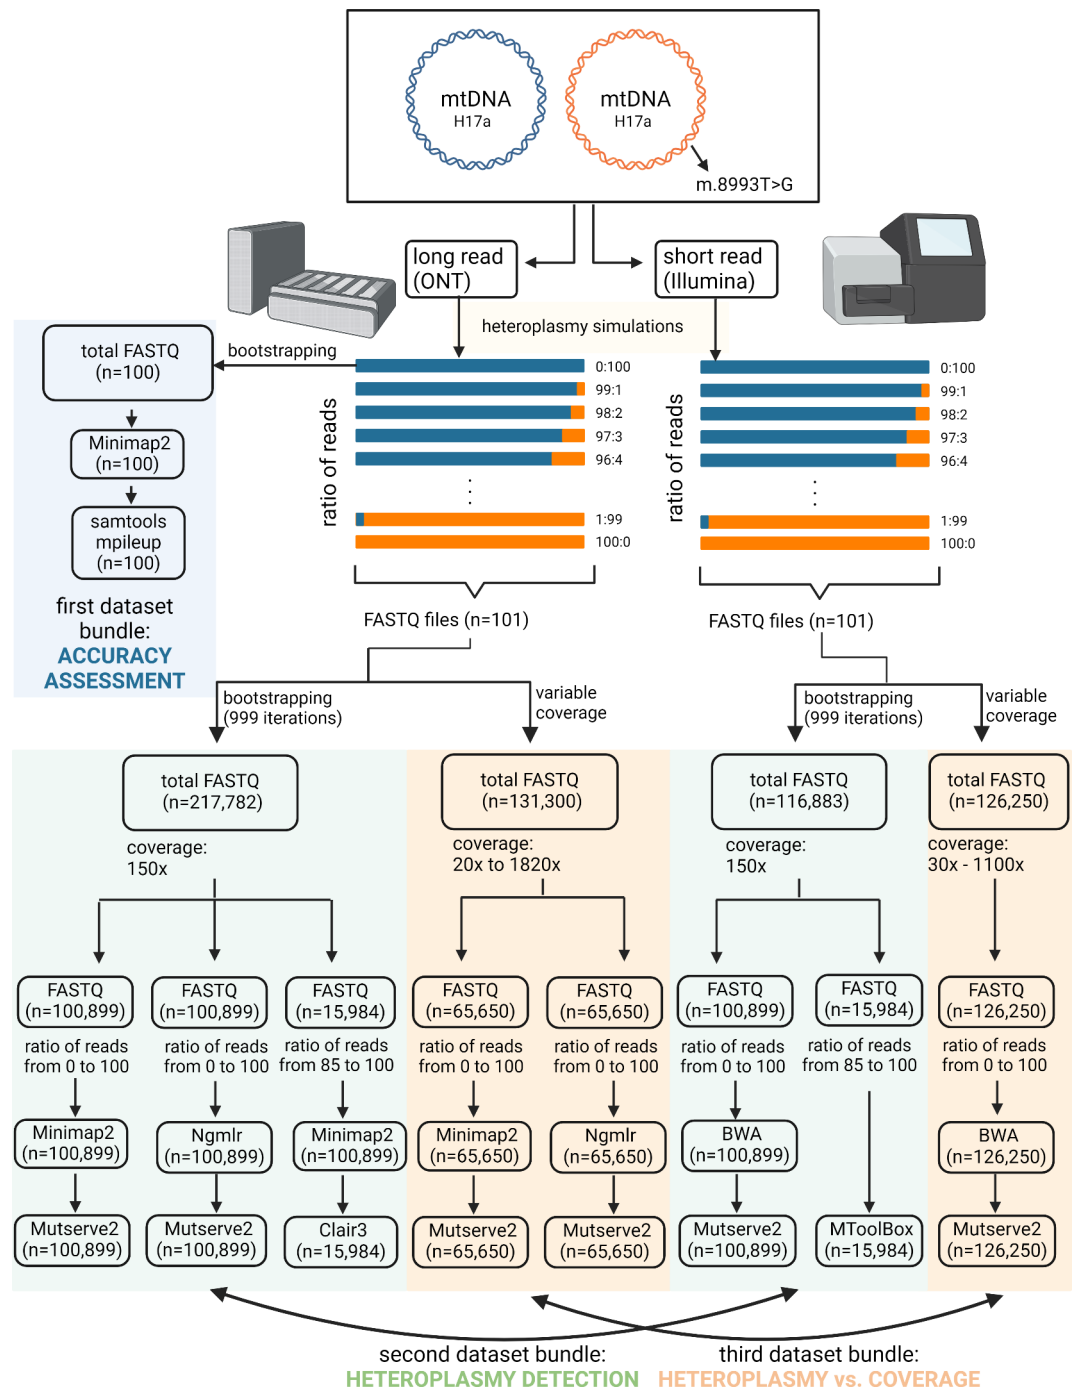 mtDNA
H17a
mtDNA
H17a
m.8993T>G
long read
(ONT)
short read
(Illumina)
heteroplasmy simulations
total FASTQ
(n=100)
bootstrapping
Minimap2
(n=100)
samtools
mpileup
(n=100)
first dataset
bundle:
ACCURACY
ASSESSMENT
ratio of reads
0:100
99:1
98:2
97:3
96:4
1:99
100:0
FASTQ files (n=101)
ratio of reads
0:100
99:1
98:2
97:3
96:4
1:99
100:0
FASTQ files (n=101)
bootstrapping
(999 iterations)
variable
coverage
bootstrapping
(999 iterations)
variable
coverage
total FASTQ
(n=217,782)
total FASTQ
(n=131,300)
total FASTQ
(n=116,883)
total FASTQ
(n=126,250)
coverage:
150x
coverage:
20x to 1820x
coverage:
150x
coverage:
30x - 1100x
FASTQ
(n=100,899)
FASTQ
(n=100,899)
FASTQ
(n=15,984)
FASTQ
(n=65,650)
FASTQ
(n=65,650)
FASTQ
(n=100,899)
FASTQ
(n=15,984)
FASTQ
(n=126,250)
ratio of reads
from 0 to 100
ratio of reads
from 0 to 100
ratio of reads
from 85 to 100
ratio of reads
from 0 to 100
ratio of reads
from 0 to 100
ratio of reads
from 0 to 100
ratio of reads
from 85 to 100
ratio of reads
from 0 to 100
Minimap2
(n=100,899)
Ngmlr
(n=100,899)
Minimap2
(n=100,899)
Minimap2
(n=65,650)
Ngmlr
(n=65,650)
BWA
(n=100,899)
BWA
(n=126,250)
Mutserve2
(n=100,899)
Mutserve2
(n=100,899)
Clair3
(n=15,984)
Mutserve2
(n=65,650)
Mutserve2
(n=65,650)
Mutserve2
(n=100,899)
MToolBox
(n=15,984)
Mutserve2
(n=126,250)
second dataset bundle:
HETEROPLASMY DETECTION
third dataset bundle:
HETEROPLASMY vs. COVERAGE